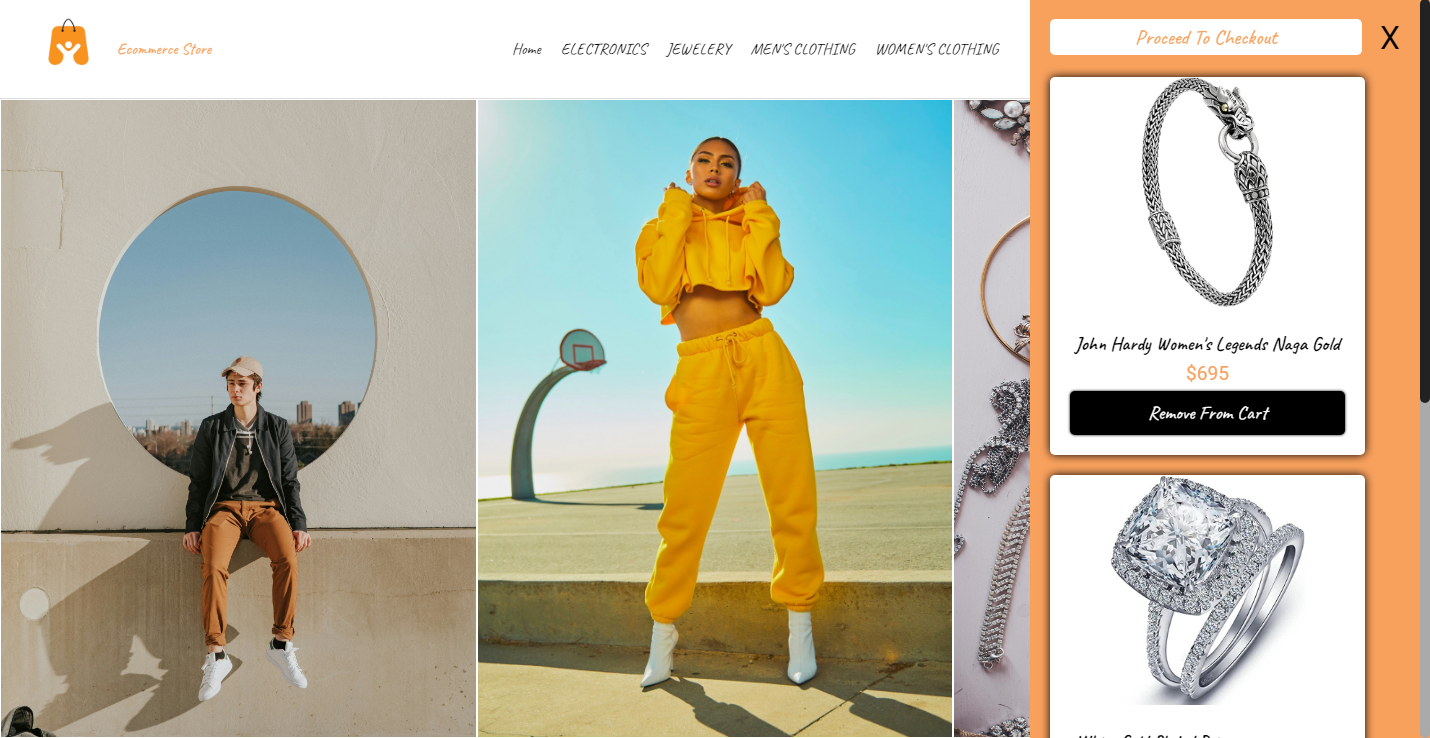 Ecommerce Store
Home ELECTRONICS JEWELERY MEN'S CLOTHING WOMEN'S CLOTHING
Proceed To Checkout X
John Hardy Women's Legends Naga Gold
$695
Remove From Cart